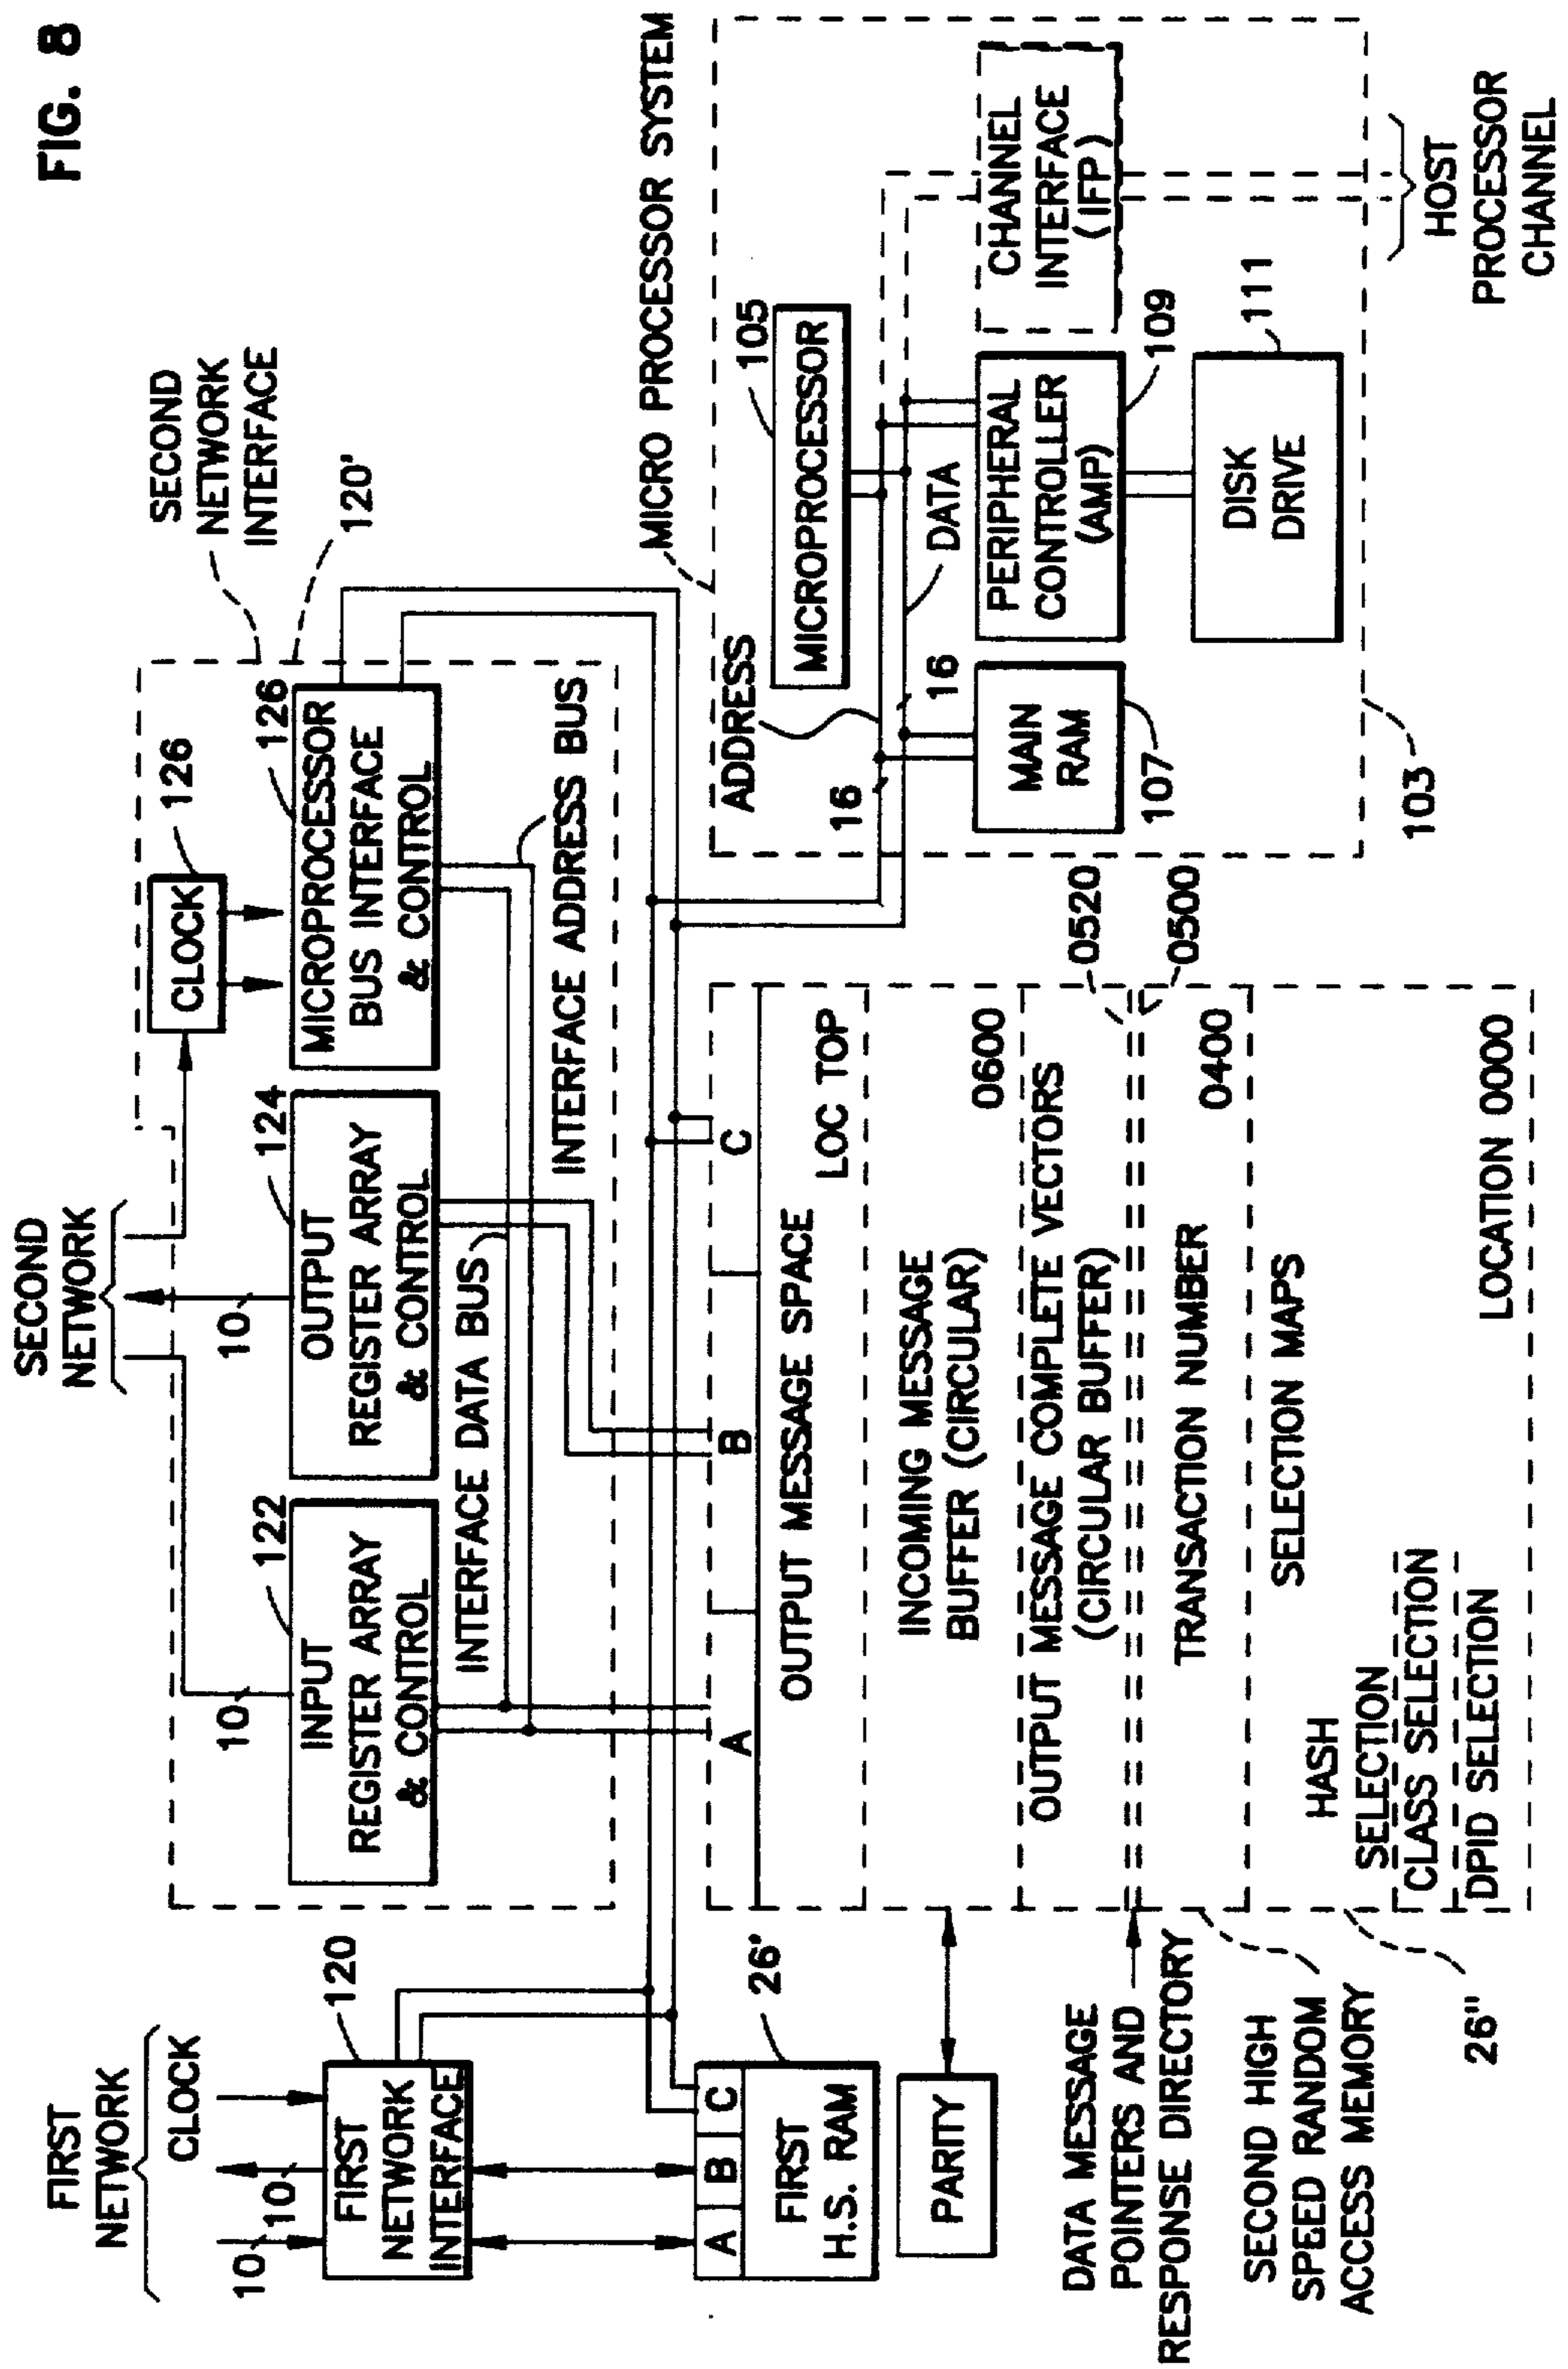 FIG. 8
FIRST
NETWORK
CLOCK
10
10
120
FIRST
NETWORK
INTERFACE
A
B
C
26'
FIRST
H.S. RAM
PARITY
DATA MESSAGE
POINTERS AND
RESPONSE DIRECTORY
SECOND HIGH
SPEED RANDOM
ACCESS MEMORY
26"
SECOND
NETWORK
10
10
122
INPUT
REGISTER ARRAY
& CONTROL
124
OUTPUT
REGISTER ARRAY
& CONTROL
CLOCK
126
126
MICROPROCESSOR
BUS INTERFACE
& CONTROL
INTERFACE DATA BUS
INTERFACE ADDRESS BUS
SECOND
NETWORK
INTERFACE
120'
A
B
C
OUTPUT MESSAGE SPACE
LOC TOP
INCOMING MESSAGE
BUFFER (CIRCULAR)
0600
OUTPUT MESSAGE COMPLETE VECTORS
(CIRCULAR BUFFER)
0520
0500
TRANSACTION NUMBER
0400
SELECTION MAPS
HASH
SELECTION
CLASS SELECTION
DPID SELECTION
LOCATION 0000
MICRO PROCESSOR SYSTEM
ADDRESS
16
16
DATA
105
MICROPROCESSOR
MAIN
RAM
107
PERIPHERAL
CONTROLLER
(AMP)
109
CHANNEL
INTERFACE
(IFP)
DISK
DRIVE
111
103
HOST
PROCESSOR
CHANNEL